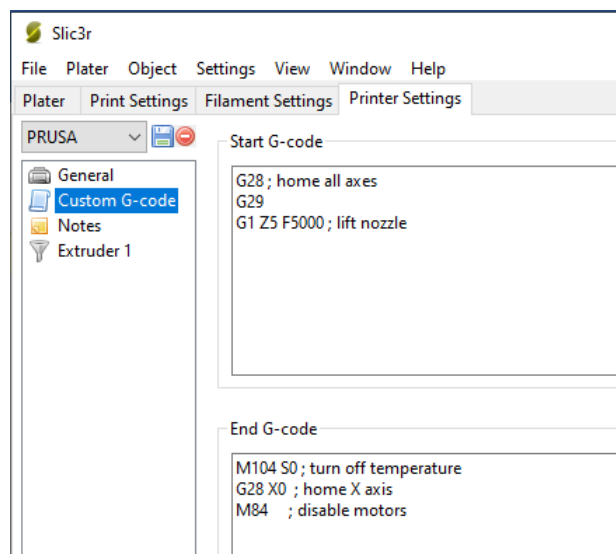 Slic3r
File Plater Object Settings View Window Help
Plater Print Settings Filament Settings Printer Settings
PRUSA
General
Custom G-code
Notes
Extruder 1
Start G-code
G28 ; home all axes
G29
G1 Z5 F5000 ; lift nozzle
End G-code
M104 S0 ; turn off temperature
G28 X0  ; home X axis
M84     ; disable motors